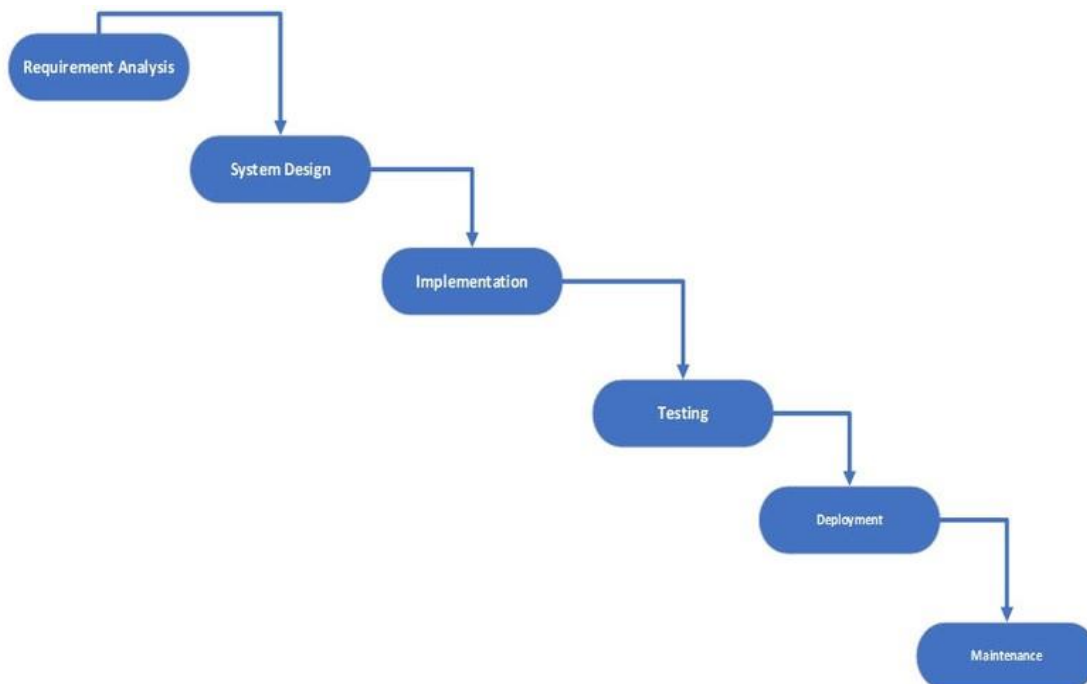 Requirement Analysis
System Design
Implementation
Testing
Deployment
Maintenance